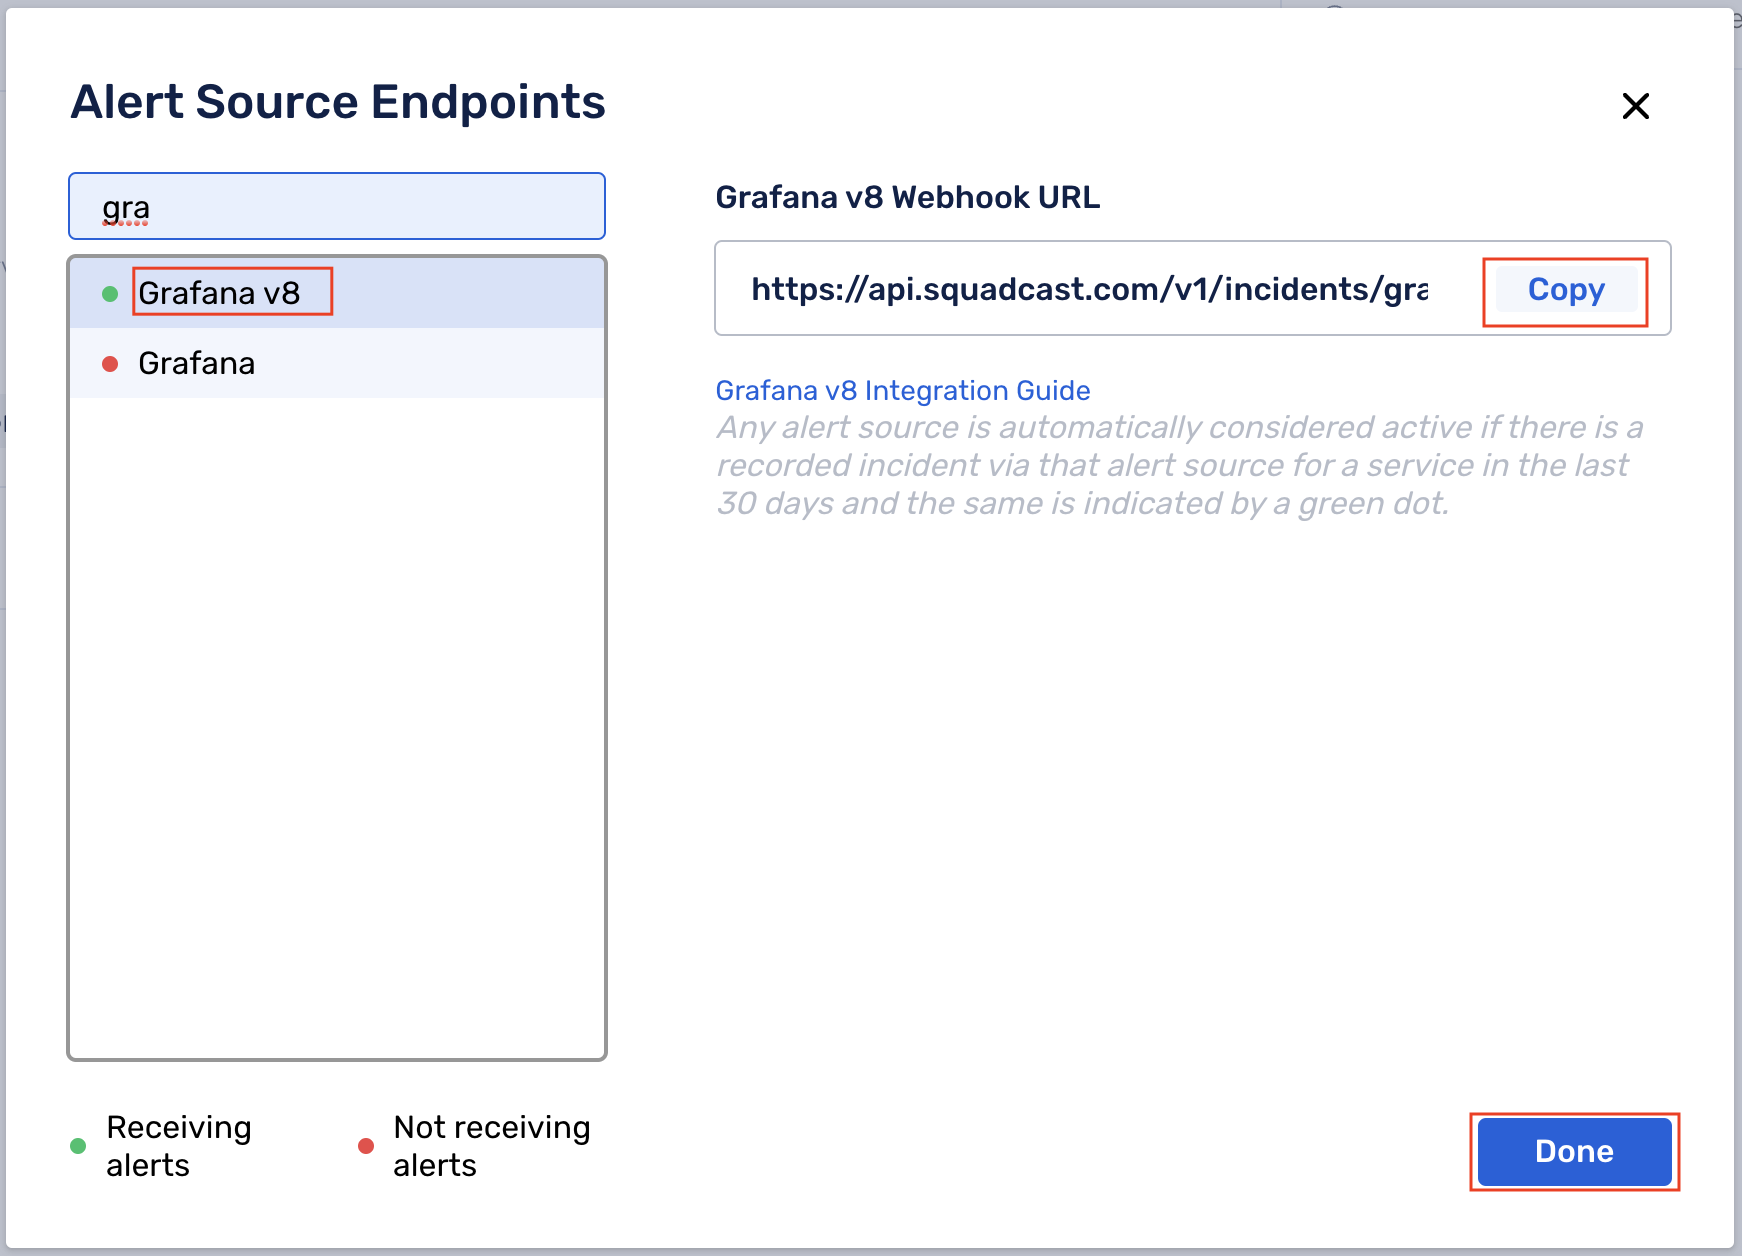 Alert Source Endpoints
gra
Grafana v8
Grafana
Receiving
alerts
Not receiving
alerts
Grafana v8 Webhook URL
https://api.squadcast.com/v1/incidents/gra
Copy
Grafana v8 Integration Guide
Any alert source is automatically considered active if there is a
recorded incident via that alert source for a service in the last
30 days and the same is indicated by a green dot.
Done